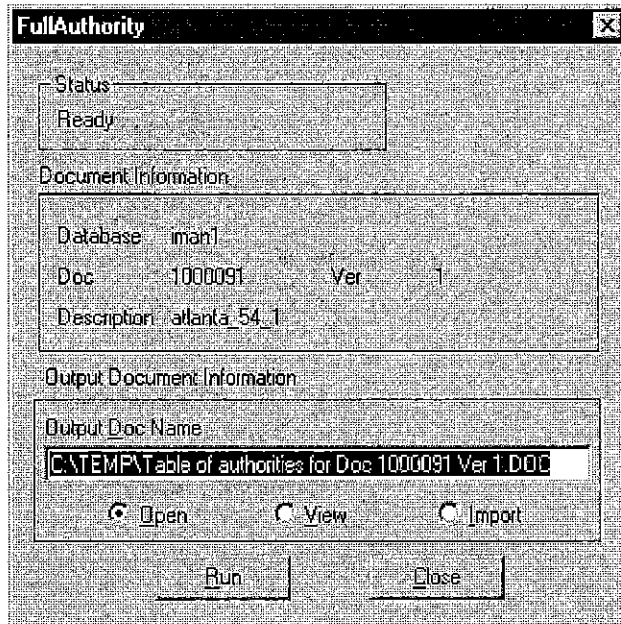 FullAuthority
Status
Ready
Document Information
Database iman1
Doc 1000091 Ver 1
Description atlanta_54_1
Output Document Information
Output Doc Name
C:\TEMP\Table of authorities for Doc 1000091 Ver 1.DOC
Open View Import
Run Close